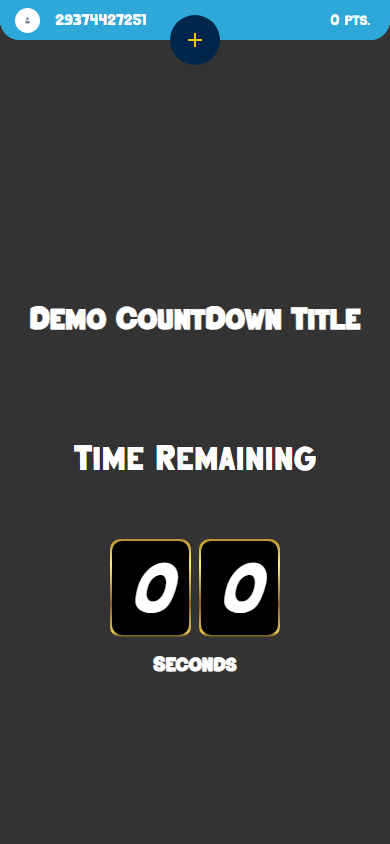 29374427251
0 PTS.
+
Demo CountDown Title
Time Remaining
0 0
Seconds